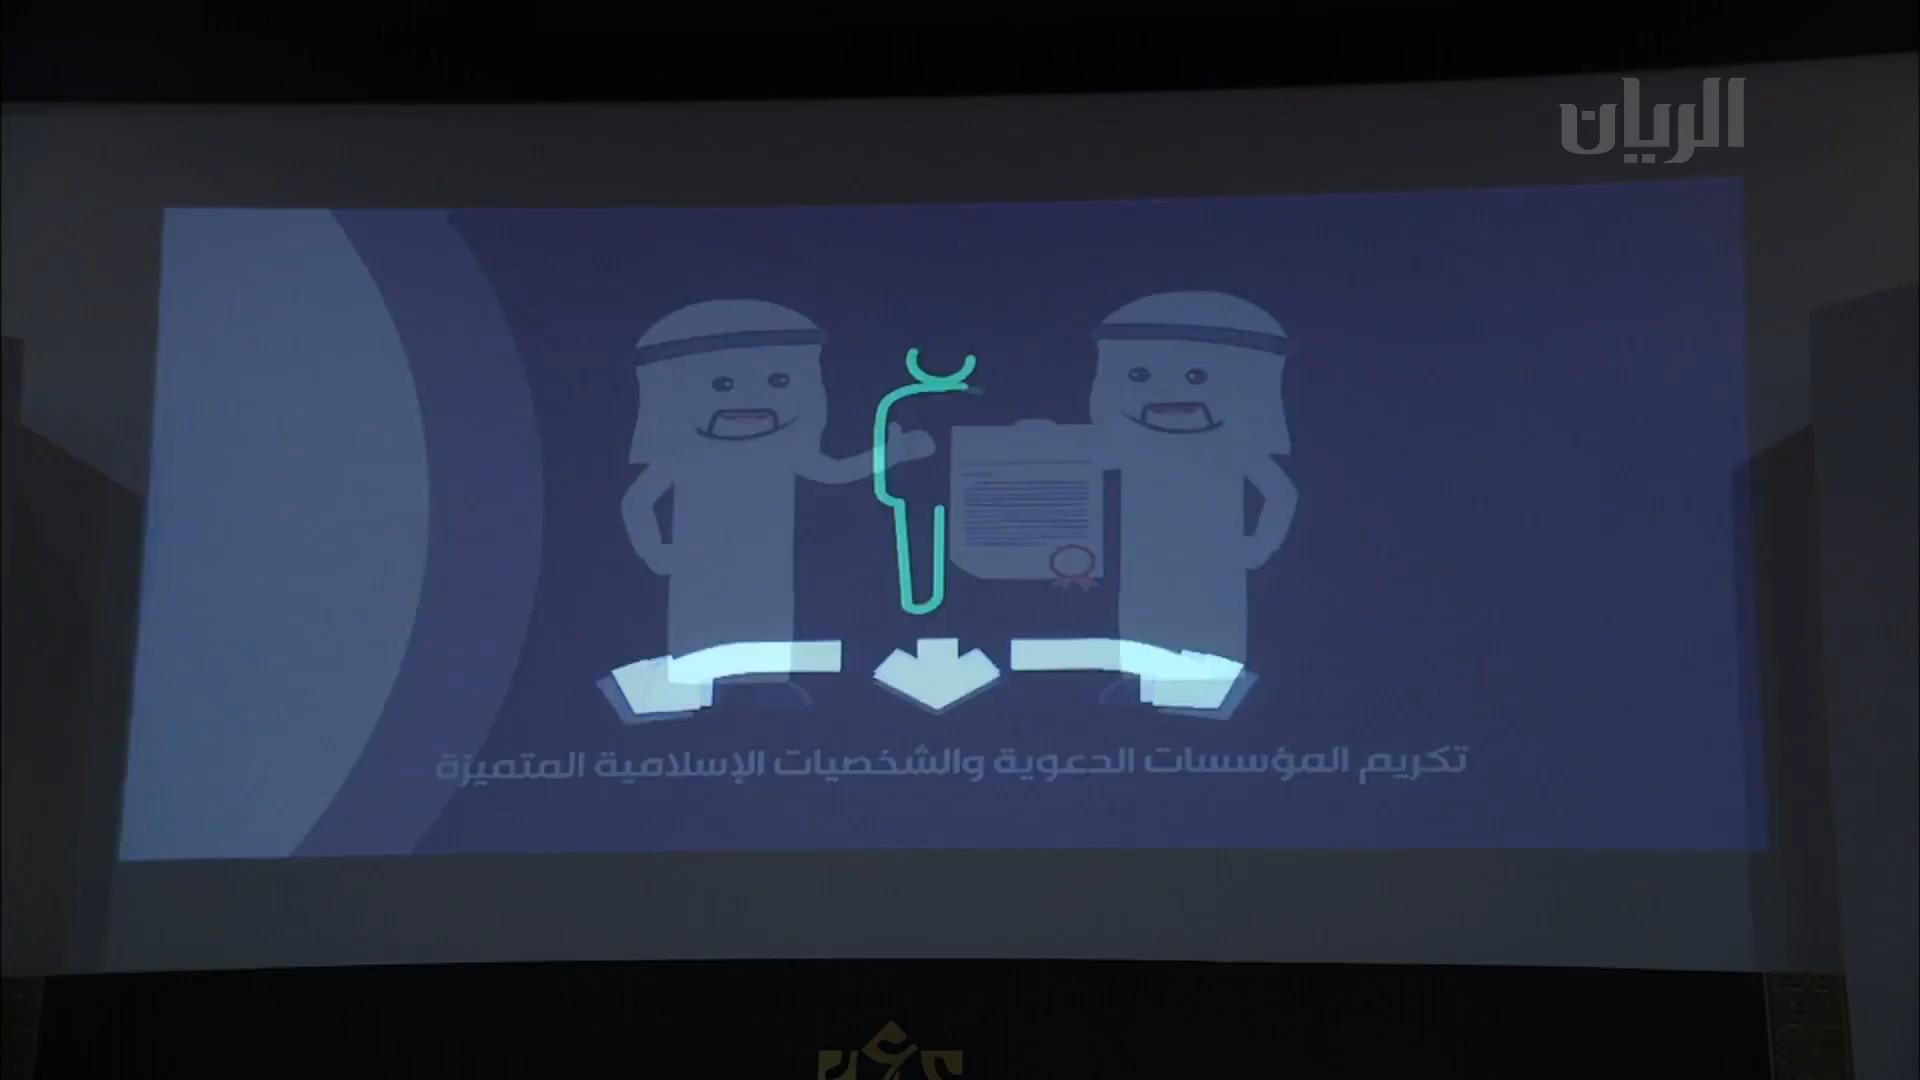 الريان
تكريم المؤسسات الدعوية والشخصيات الإسلامية المتميزة